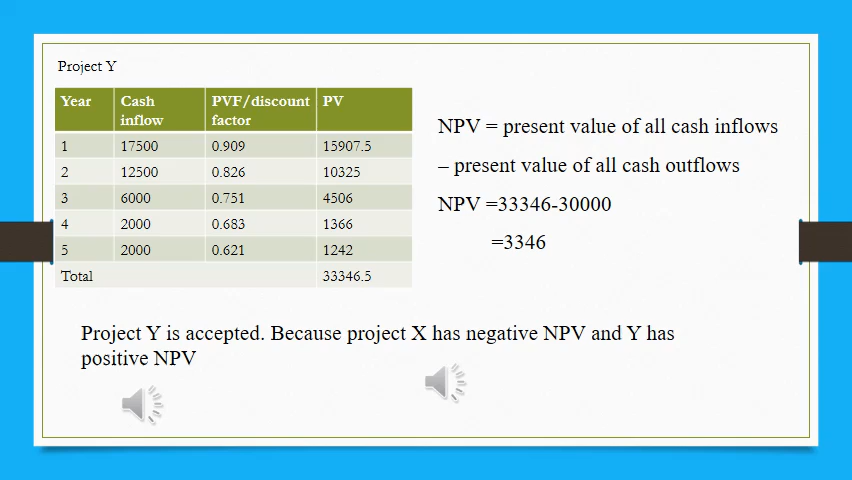 Project Y
Year Cash inflow PVF/discount factor PV
1 17500 0.909 15907.5
2 12500 0.826 10325
3 6000 0.751 4506
4 2000 0.683 1366
5 2000 0.621 1242
Total 33346.5
NPV = present value of all cash inflows
– present value of all cash outflows
NPV =33346-30000
=3346
Project Y is accepted. Because project X has negative NPV and Y has
positive NPV